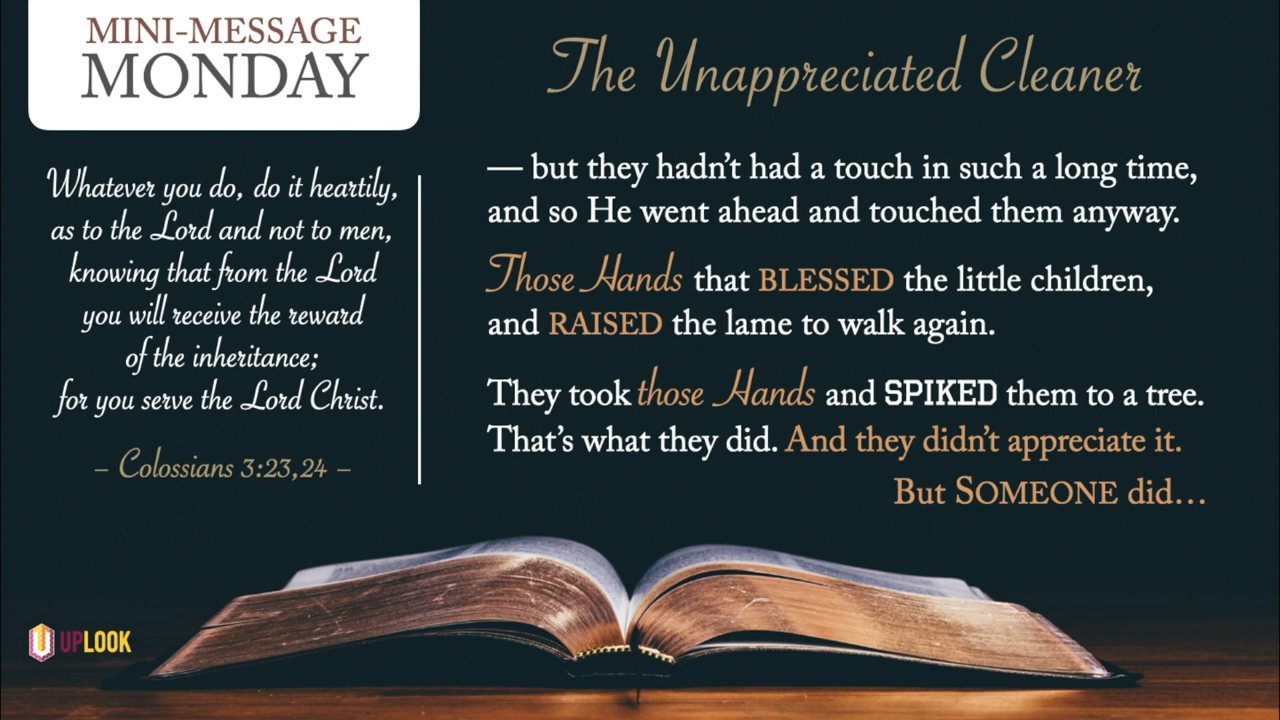 MINI-MESSAGE
MONDAY
Whatever you do, do it heartily,
as to the Lord and not to men,
knowing that from the Lord
you will receive the reward
of the inheritance;
for you serve the Lord Christ.
– Colossians 3:23,24 –
The Unappreciated Cleaner
— but they hadn't had a touch in such a long time,
and so He went ahead and touched them anyway.
Those Hands that BLESSED the little children,
and RAISED the lame to walk again.
They took those Hands and SPIKED them to a tree.
That's what they did. And they didn't appreciate it.
But SOMEONE did...
UPLOOK